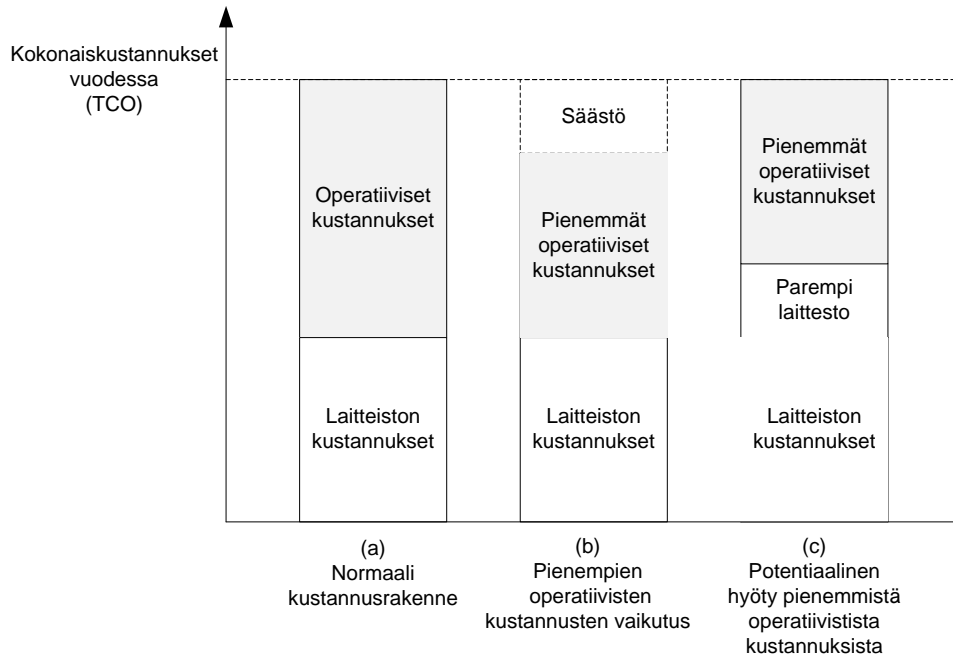 Kokonaiskustannukset
vuodessa
(TCO)
Operatiiviset
kustannukset
Laitteiston
kustannukset
Säästö
Pienemmät
operatiiviset
kustannukset
Laitteiston
kustannukset
Pienemmät
operatiiviset
kustannukset
Parempi
laittesto
Laitteiston
kustannukset
(a)
Normaali
kustannusrakenne
(b)
Pienempien
operatiivisten
kustannusten vaikutus
(c)
Potentiaalinen
hyöty pienemmistä
operatiivistista
kustannuksista